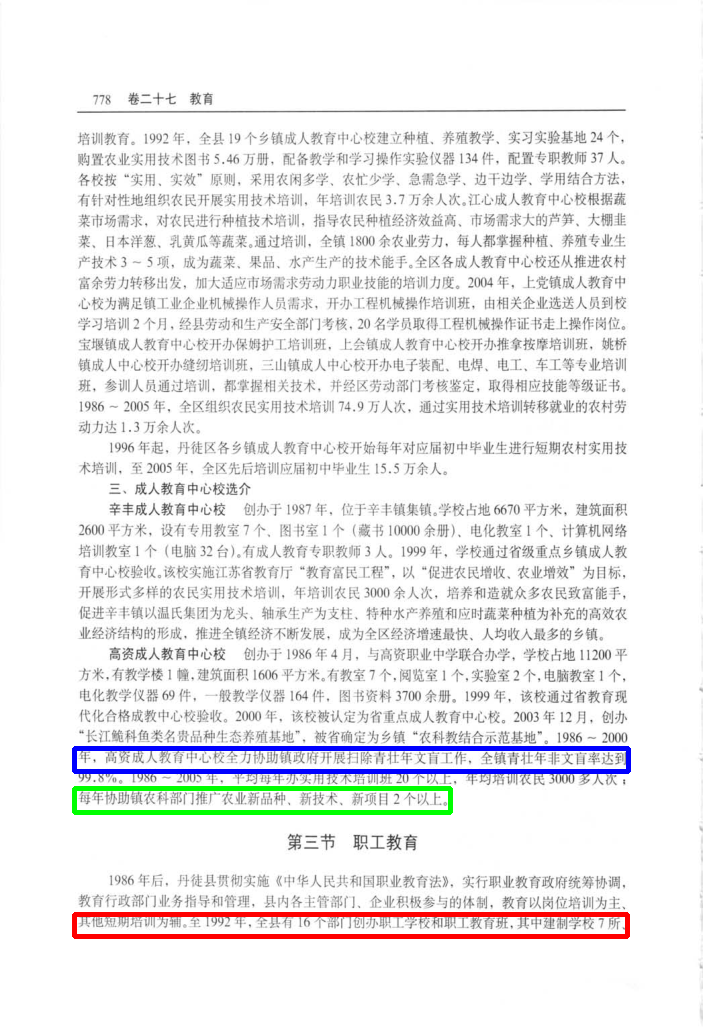 778 卷二十七 教育
培训教育。1992 年，全县 19 个乡镇成人教育中心校建立种植、养殖教学、实习实验基地 24 个，
购置农业实用技术图书 5.46 万册，配备教学和学习操作实验仪器 134 件，配置专职教师 37 人。
各校按“实用、实效”原则，采用农闲多学、农忙少学、急需急学、边干边学、学用结合方法，
有针对性地组织农民开展实用技术培训，年培训农民 3.7 万余人次。江心成人教育中心校根据蔬
菜市场需求，对农民进行种植技术培训，指导农民种植经济效益高、市场需求大的芦笋、大棚韭
菜、日本洋葱、乳黄瓜等蔬菜。通过培训，全镇 1800 余农业劳力，每人都掌握种植、养殖专业生
产技术 3 ~ 5 项，成为蔬菜、果品、水产生产的技术能手。全区各成人教育中心校还从推进农村
富余劳力转移出发，加大适应市场需求劳动力职业技能的培训力度。2004 年，上党镇成人教育中
心校为满足镇工业企业机械操作人员需求，开办工程机械操作培训班，由相关企业选送人员到校
学习培训 2 个月，经县劳动和生产安全部门考核，20 名学员取得工程机械操作证书走上操作岗位。
宝堰镇成人教育中心校开办保姆护工培训班，上会镇成人教育中心校开办推拿按摩培训班，姚桥
镇成人中心校开办缝纫培训班，三山镇成人中心校开办电子装配、电焊、电工、车工等专业培训
班，参训人员通过培训，都掌握相关技术，并经区劳动部门考核鉴定，取得相应技能等级证书。
1986 ~ 2005 年，全区组织农民实用技术培训 74.9 万人次，通过实用技术培训转移就业的农村劳
动力达 1.3 万余人次。
1996 年起，丹徒区各乡镇成人教育中心校开始每年对应届初中毕业生进行短期农村实用技
术培训，至 2005 年，全区先后培训应届初中毕业生 15.5 万余人。
三、成人教育中心校选介
辛丰成人教育中心校 创办于 1987 年，位于辛丰镇集镇。学校占地 6670 平方米，建筑面积
2600 平方米，设有专用教室 7 个、图书室 1 个（藏书 10000 余册）、电化教室 1 个、计算机网络
培训教室 1 个（电脑 32 台）。有成人教育专职教师 3 人。1999 年，学校通过省级重点乡镇成人教
育中心校验收。该校实施江苏省教育厅“教育富民工程”，以“促进农民增收、农业增效”为目标，
开展形式多样的农民实用技术培训，年培训农民 3000 余人次，培养和造就众多农民致富能手，
促进辛丰镇以温氏集团为龙头、轴承生产为支柱、特种水产养殖和应时蔬菜种植为补充的高效农
业经济结构的形成，推进全镇经济不断发展，成为全区经济增速最快、人均收入最多的乡镇。
高资成人教育中心校 创办于 1986 年 4 月，与高资职业中学联合办学，学校占地 11200 平
方米，有教学楼 1 幢，建筑面积 1606 平方米。有教室 7 个，阅览室 1 个，实验室 2 个，电脑教室 1 个，
电化教学仪器 69 件，一般教学仪器 164 件，图书资料 3700 余册。1999 年，该校通过省教育现
代化合格成教中心校验收。2000 年，该校被认定为省重点成人教育中心校。2003 年 12 月，创办
“长江鮠科鱼类名贵品种生态养殖基地”，被省确定为乡镇“农科教结合示范基地”。1986 ~ 2000
年，高资成人教育中心校全力协助镇政府开展扫除青壮年文盲工作，全镇青壮年非文盲率达到
99.8%。1986 ~ 2005 年，平均每年办实用技术培训班 20 个以上，年均培训农民 3000 多人次；
每年协助镇农科部门推广农业新品种、新技术、新项目 2 个以上。
第三节 职工教育
1986 年后，丹徒县贯彻实施《中华人民共和国职业教育法》，实行职业教育政府统筹协调，
教育行政部门业务指导和管理，县内各主管部门、企业积极参与的体制，教育以岗位培训为主、
其他短期培训为辅。至 1992 年，全县有 16 个部门创办职工学校和职工教育班，其中建制学校 7 所、